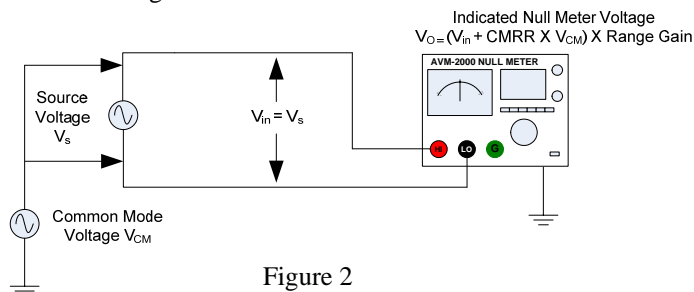 Indicated Null Meter Voltage
VO=(Vin + CMRR X VCM) X Range Gain
AVM-2000 NULL METER
Source
Voltage
Vs
Vin = Vs
HI
LO
G
Common Mode
Voltage VCM
Figure 2